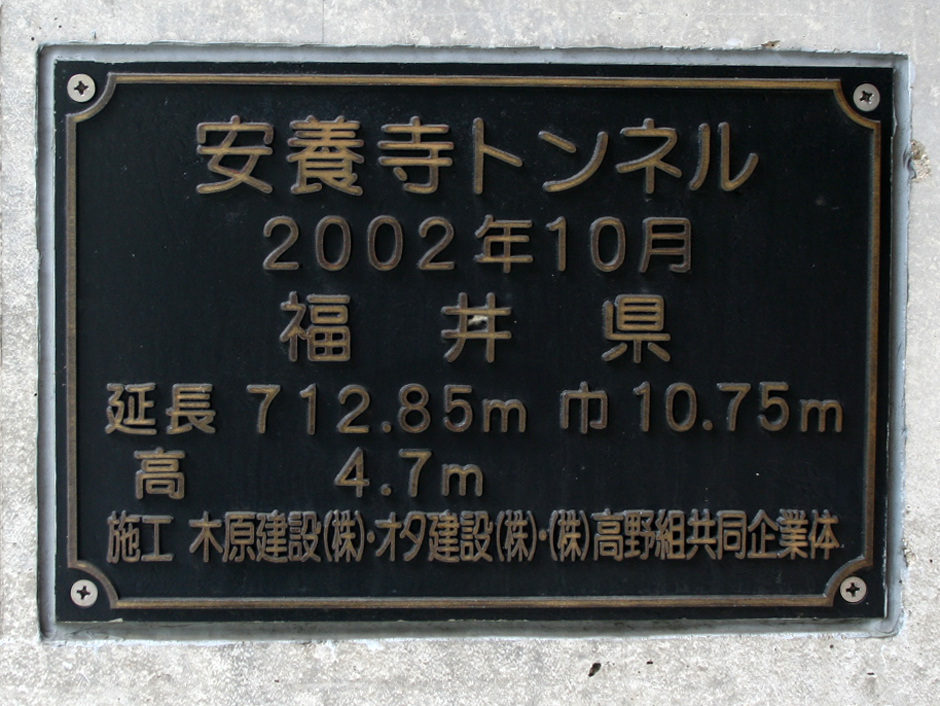 安養寺トンネル
2002年10月
福井県
延長 712.85m 巾 10.75m
高 4.7m
施工 木原建設(株)・オタ建設(株)・(株)高野組共同企業体